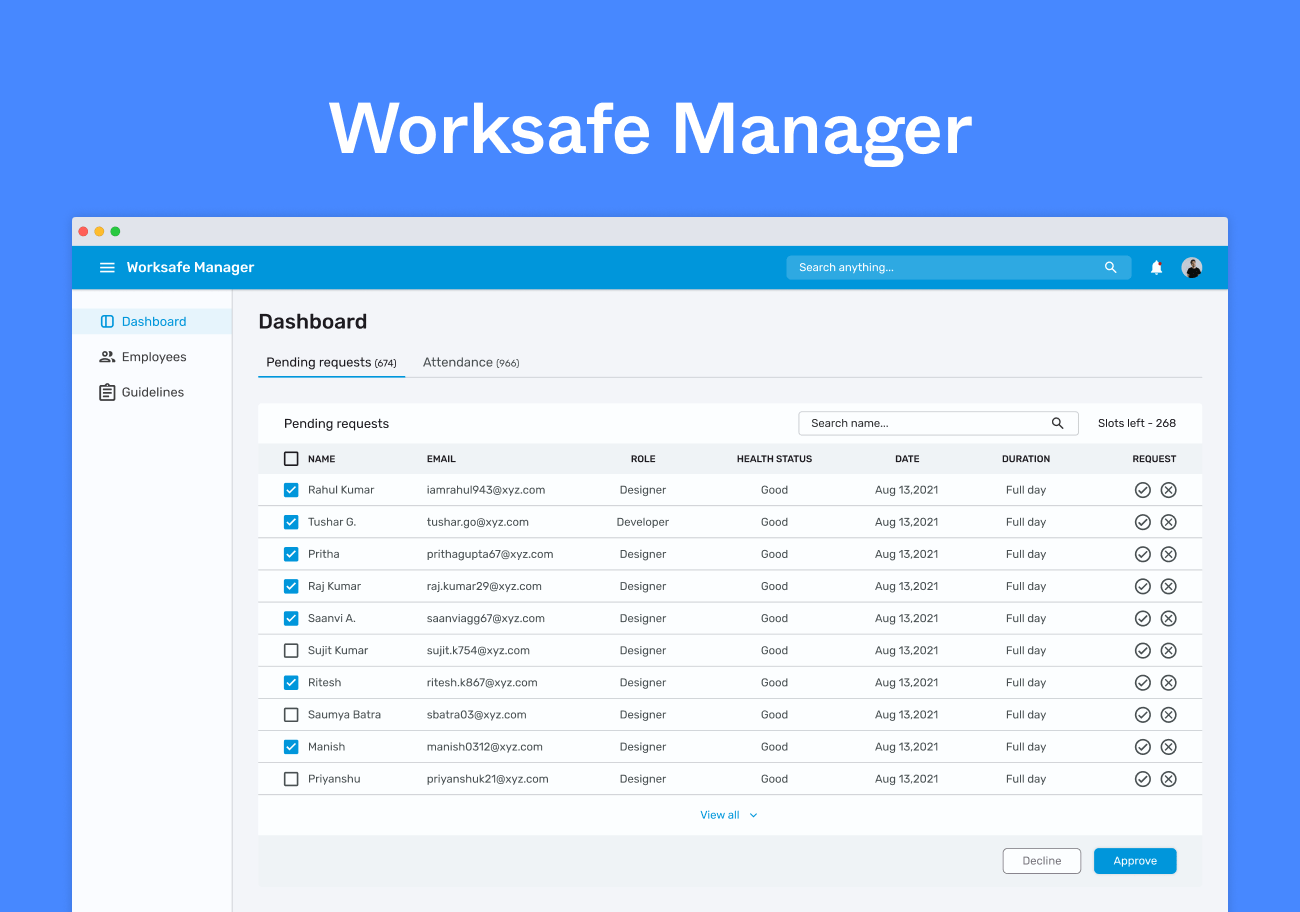 Worksafe Manager
Worksafe Manager
Search anything...
Dashboard
Employees
Guidelines
Dashboard
Pending requests (674) Attendance (966)
Pending requests Search name... Slots left - 268
NAME EMAIL ROLE HEALTH STATUS DATE DURATION REQUEST
Rahul Kumar iamrahul943@xyz.com Designer Good Aug 13,2021 Full day
Tushar G. tushar.go@xyz.com Developer Good Aug 13,2021 Full day
Pritha prithagupta67@xyz.com Designer Good Aug 13,2021 Full day
Raj Kumar raj.kumar29@xyz.com Designer Good Aug 13,2021 Full day
Saanvi A. saanviagg67@xyz.com Designer Good Aug 13,2021 Full day
Sujit Kumar sujit.k754@xyz.com Designer Good Aug 13,2021 Full day
Ritesh ritesh.k867@xyz.com Designer Good Aug 13,2021 Full day
Saumya Batra sbatra03@xyz.com Designer Good Aug 13,2021 Full day
Manish manish0312@xyz.com Designer Good Aug 13,2021 Full day
Priyanshu priyanshuk21@xyz.com Designer Good Aug 13,2021 Full day
View all
Decline Approve